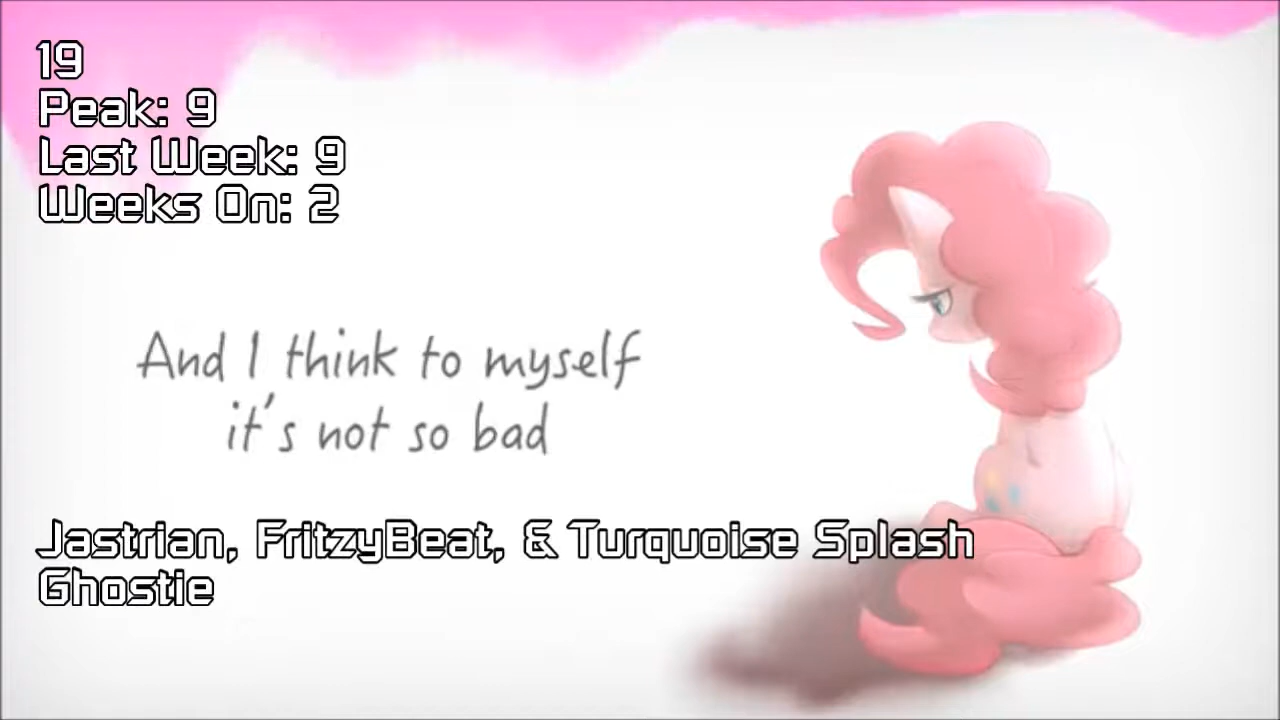 19
Peak: 9
Last Week: 9
Weeks On: 2
And I think to myself
it's not so bad
Jastrian, FritzyBeat, & Turquoise Splash
Ghostie